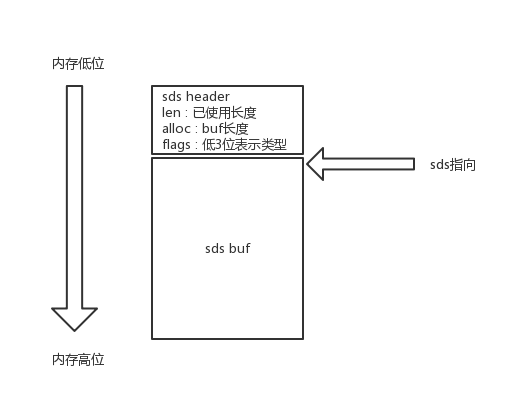 内存低位
sds header
len : 已使用长度
alloc : buf长度
flags : 低3位表示类型
sds指向
sds buf
内存高位